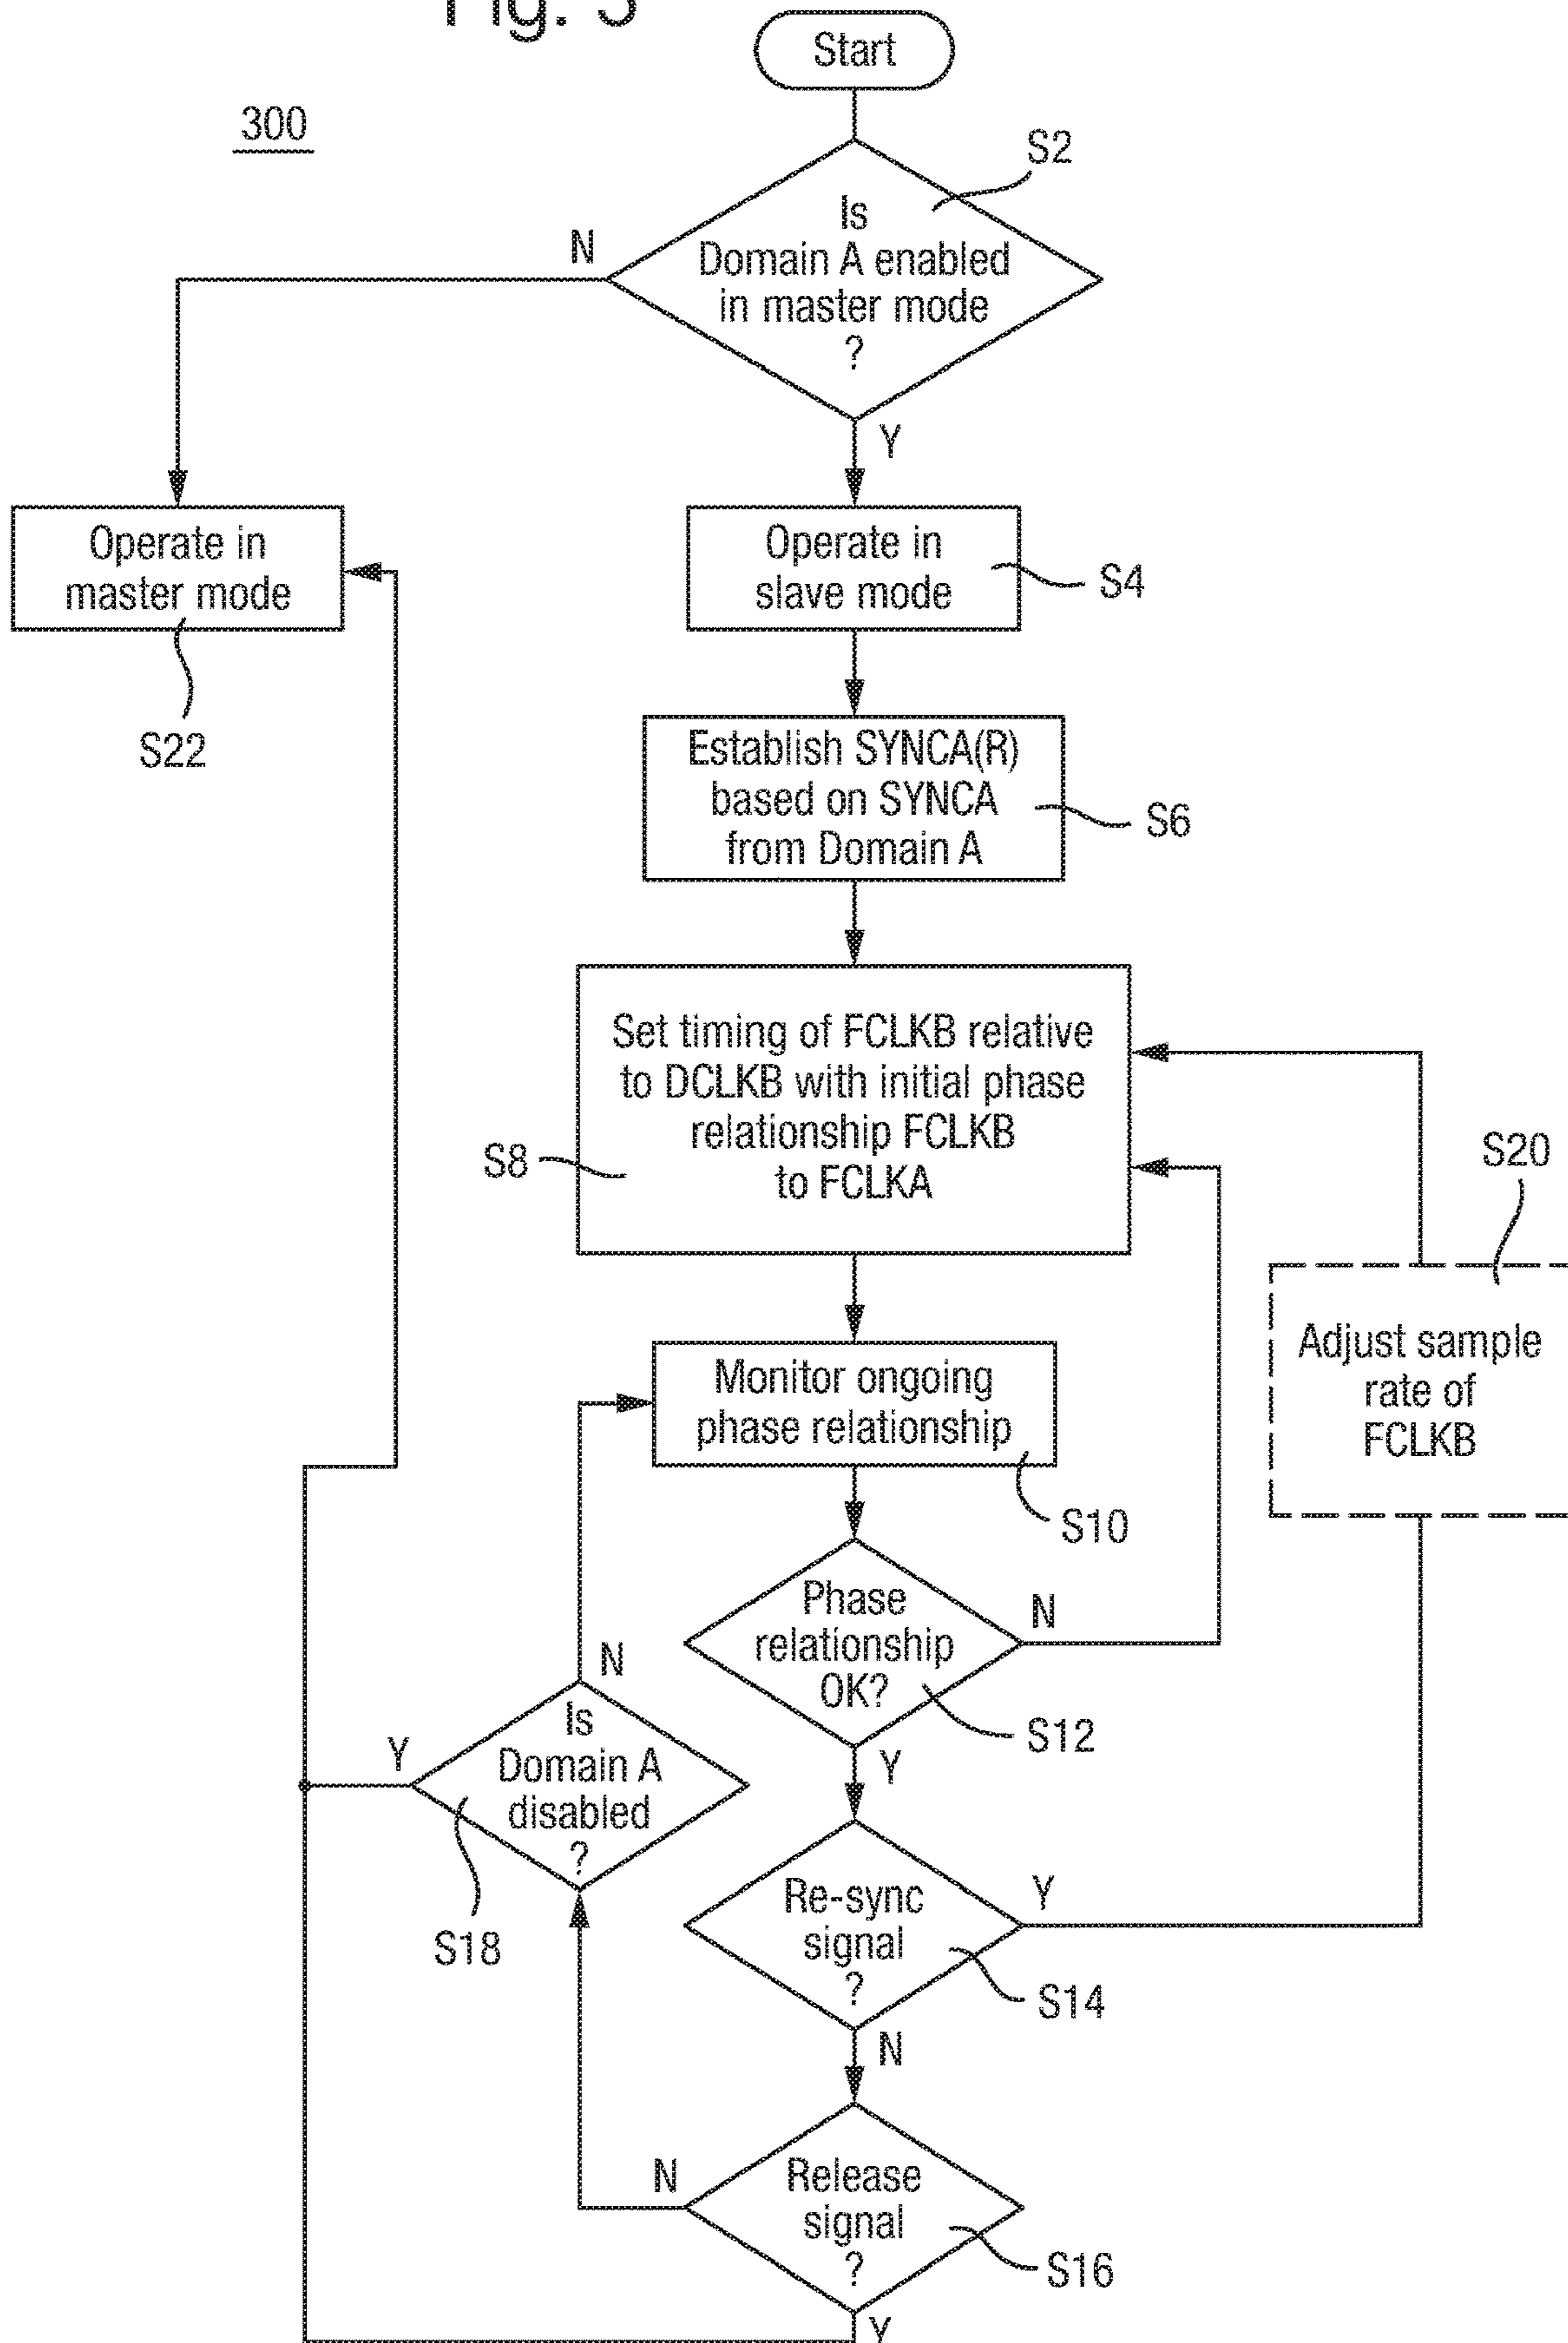 Fig. 3
Start
300
S2
Is
Domain A enabled
in master mode
?
N
Y
Operate in
master mode
S22
Operate in
slave mode
S4
Establish SYNCA(R)
based on SYNCA
from Domain A
S6
Set timing of FCLKB relative
to DCLKB with initial phase
relationship FCLKB
to FCLKA
S8
S20
Adjust sample
rate of
FCLKB
Monitor ongoing
phase relationship
S10
Phase
relationship
OK?
N
S12
Y
Is
Domain A
disabled
?
N
Y
S18
Re-sync
signal
?
Y
S14
N
Release
signal
?
N
S16
Y